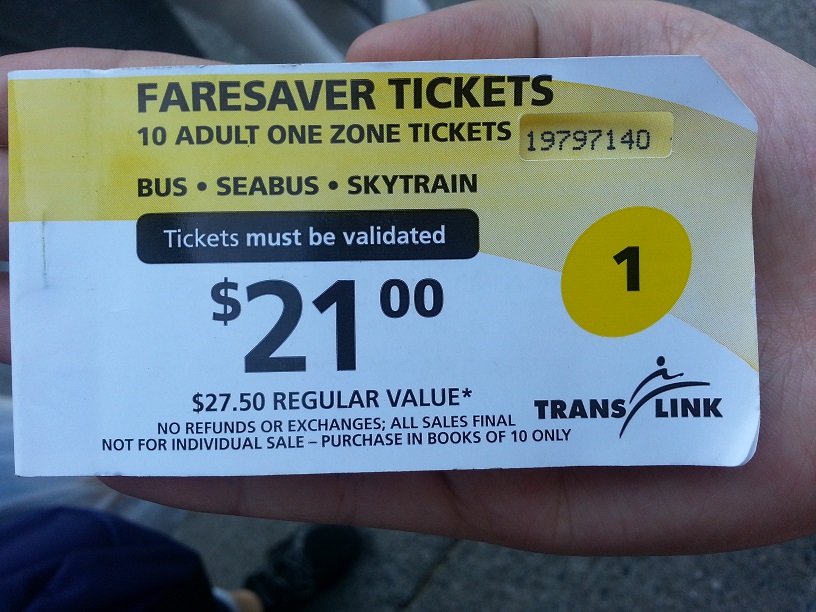 FARESAVER TICKETS
10 ADULT ONE ZONE TICKETS 19797140
BUS • SEABUS • SKYTRAIN
Tickets must be validated
$21 00
1
$27.50 REGULAR VALUE*
NO REFUNDS OR EXCHANGES; ALL SALES FINAL
NOT FOR INDIVIDUAL SALE – PURCHASE IN BOOKS OF 10 ONLY
TRANS LINK